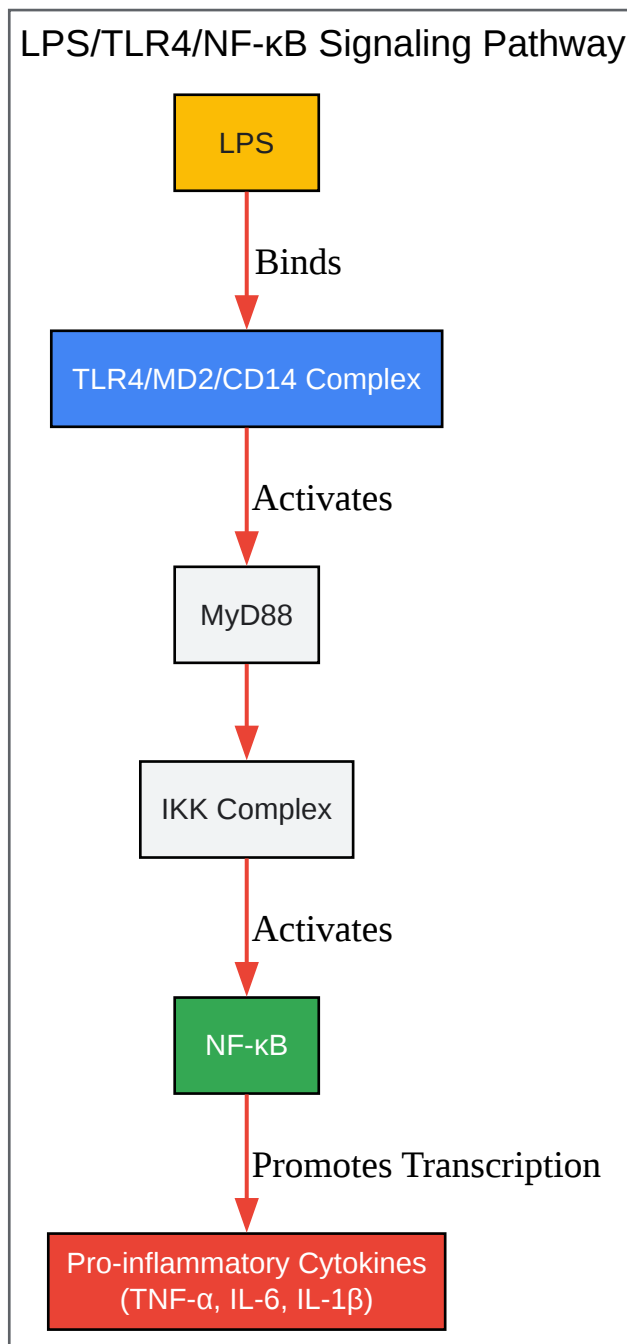 LPS/TLR4/NF-κB Signaling Pathway
LPS
Binds
TLR4/MD2/CD14 Complex
Activates
MyD88
IKK Complex
Activates
NF-κB
Promotes Transcription
Pro-inflammatory Cytokines
(TNF-α, IL-6, IL-1β)